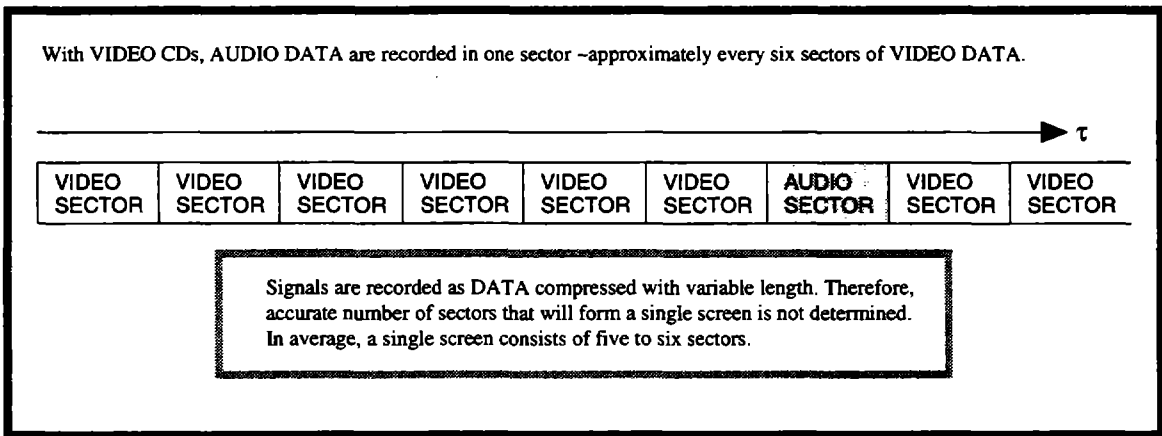 With VIDEO CDs, AUDIO DATA are recorded in one sector ~approximately every six sectors of VIDEO DATA.
τ
VIDEO SECTOR VIDEO SECTOR VIDEO SECTOR VIDEO SECTOR VIDEO SECTOR VIDEO SECTOR AUDIO SECTOR VIDEO SECTOR VIDEO SECTOR
Signals are recorded as DATA compressed with variable length. Therefore,
accurate number of sectors that will form a single screen is not determined.
In average, a single screen consists of five to six sectors.